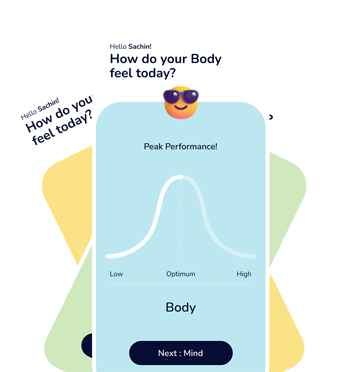 Hello Sachin!
How do your Body
feel today?
Hello Sachin!
How do you
feel today?
?
Peak Performance!
Low Optimum High
Body
Next : Mind